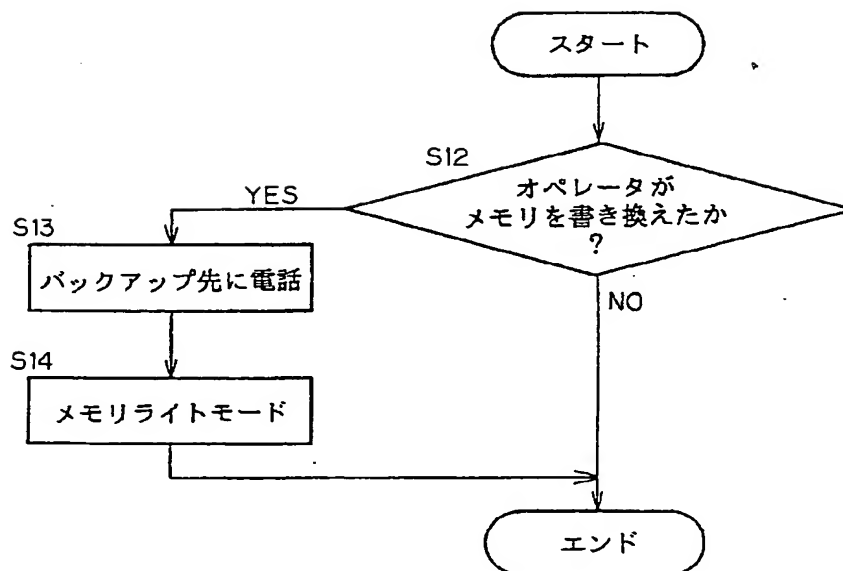 スタート
S12
オペレータが
メモリを書き換えたか
?
YES
NO
S13
バックアップ先に電話
S14
メモリライトモード
エンド